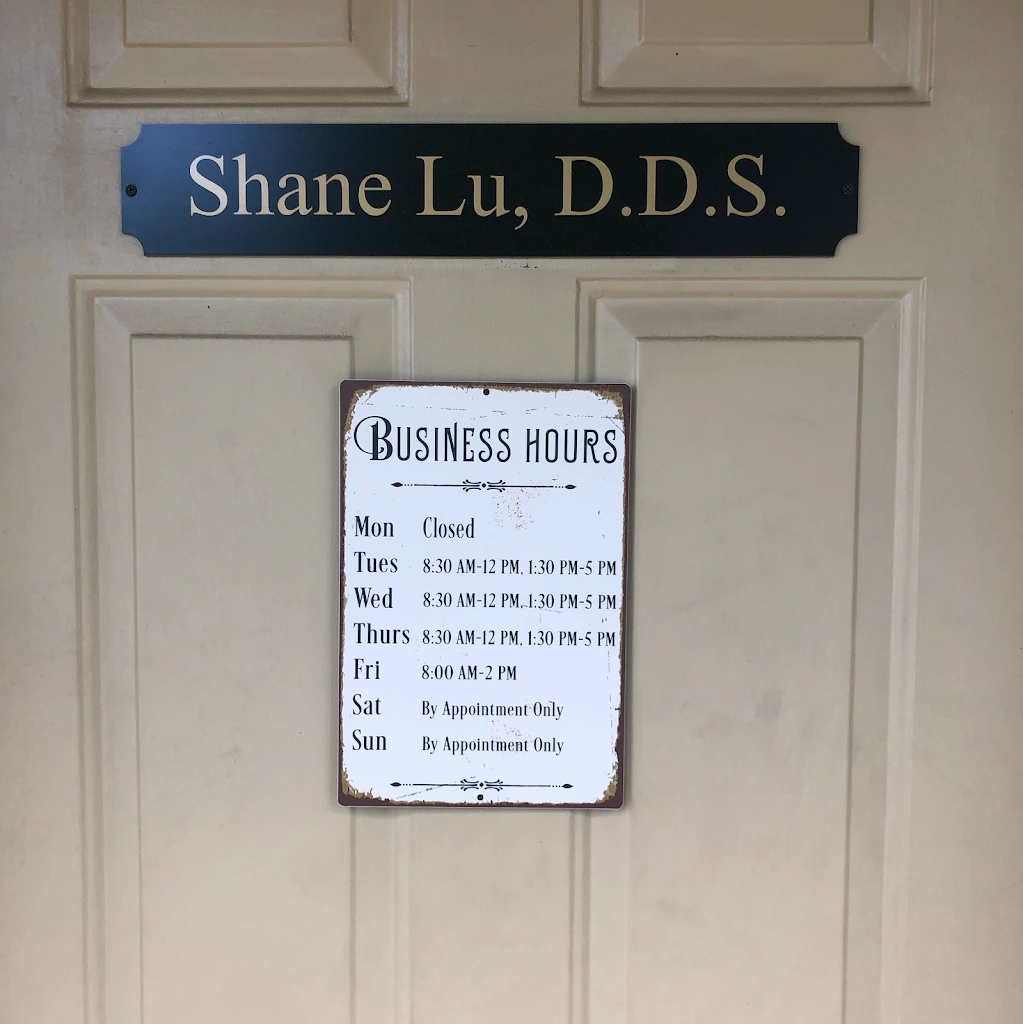 Shane Lu, D.D.S.
BUSINESS HOURS
Mon Closed
Tues 8:30 AM-12 PM, 1:30 PM-5 PM
Wed 8:30 AM-12 PM, 1:30 PM-5 PM
Thurs 8:30 AM-12 PM, 1:30 PM-5 PM
Fri 8:00 AM-2 PM
Sat By Appointment Only
Sun By Appointment Only